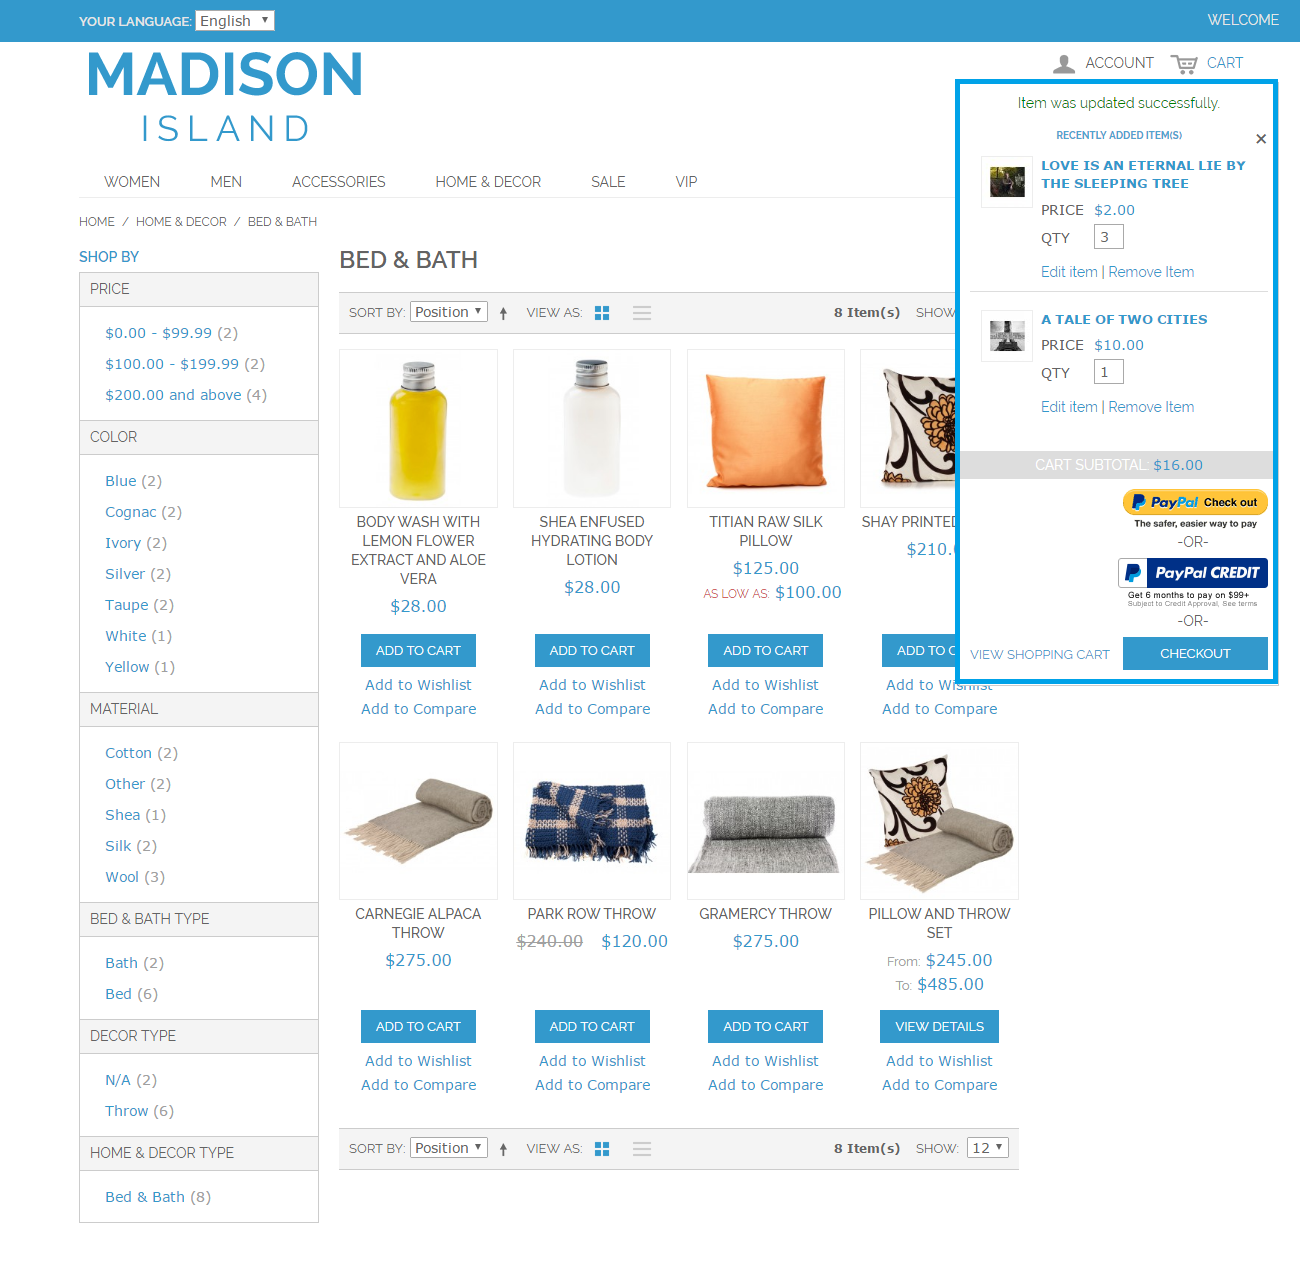 YOUR LANGUAGE: English
WELCOME
MADISON
ISLAND
ACCOUNT
CART
Item was updated successfully.
RECENTLY ADDED ITEM(S)
LOVE IS AN ETERNAL LIE BY
THE SLEEPING TREE
PRICE $2.00
QTY 3
Edit item | Remove Item
A TALE OF TWO CITIES
PRICE $10.00
QTY 1
Edit item | Remove Item
CART SUBTOTAL: $16.00
PayPal Check out
The safer, easier way to pay
-OR-
PayPal CREDIT
Get 6 months to pay on $99+
Subject to Credit Approval, See terms
-OR-
VIEW SHOPPING CART
CHECKOUT
WOMEN MEN ACCESSORIES HOME & DECOR SALE VIP
HOME / HOME & DECOR / BED & BATH
SHOP BY
PRICE
$0.00 - $99.99 (2)
$100.00 - $199.99 (2)
$200.00 and above (4)
COLOR
Blue (2)
Cognac (2)
Ivory (2)
Silver (2)
Taupe (2)
White (1)
Yellow (1)
MATERIAL
Cotton (2)
Other (2)
Shea (1)
Silk (2)
Wool (3)
BED & BATH TYPE
Bath (2)
Bed (6)
DECOR TYPE
N/A (2)
Throw (6)
HOME & DECOR TYPE
Bed & Bath (8)
BED & BATH
SORT BY: Position VIEW AS: 8 Item(s) SHOW
BODY WASH WITH
LEMON FLOWER
EXTRACT AND ALOE
VERA
$28.00
ADD TO CART
Add to Wishlist
Add to Compare
SHEA ENFUSED
HYDRATING BODY
LOTION
$28.00
ADD TO CART
Add to Wishlist
Add to Compare
TITIAN RAW SILK
PILLOW
$125.00
AS LOW AS: $100.00
ADD TO CART
Add to Wishlist
Add to Compare
SHAY PRINTED
$210.
ADD TO C
Add to Wishlist
Add to Compare
CARNEGIE ALPACA
THROW
$275.00
ADD TO CART
Add to Wishlist
Add to Compare
PARK ROW THROW
$240.00 $120.00
ADD TO CART
Add to Wishlist
Add to Compare
GRAMERCY THROW
$275.00
ADD TO CART
Add to Wishlist
Add to Compare
PILLOW AND THROW
SET
From: $245.00
To: $485.00
VIEW DETAILS
Add to Wishlist
Add to Compare
SORT BY: Position VIEW AS: 8 Item(s) SHOW: 12